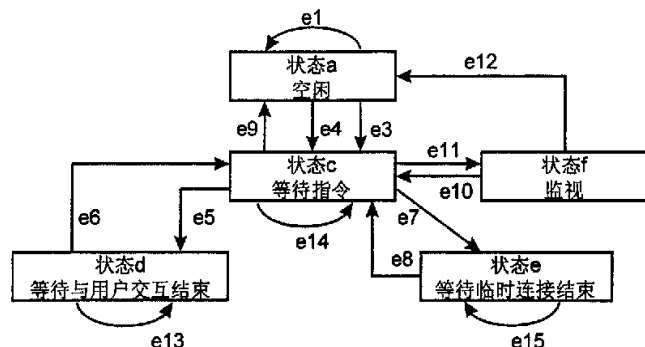 e1
状态a
空闲
e12
e9
e4
e3
状态c
等待指令
e11
e10
状态f
监视
e6
e5
e14
e7
e8
状态d
等待与用户交互结束
e13
状态e
等待临时连接结束
e15